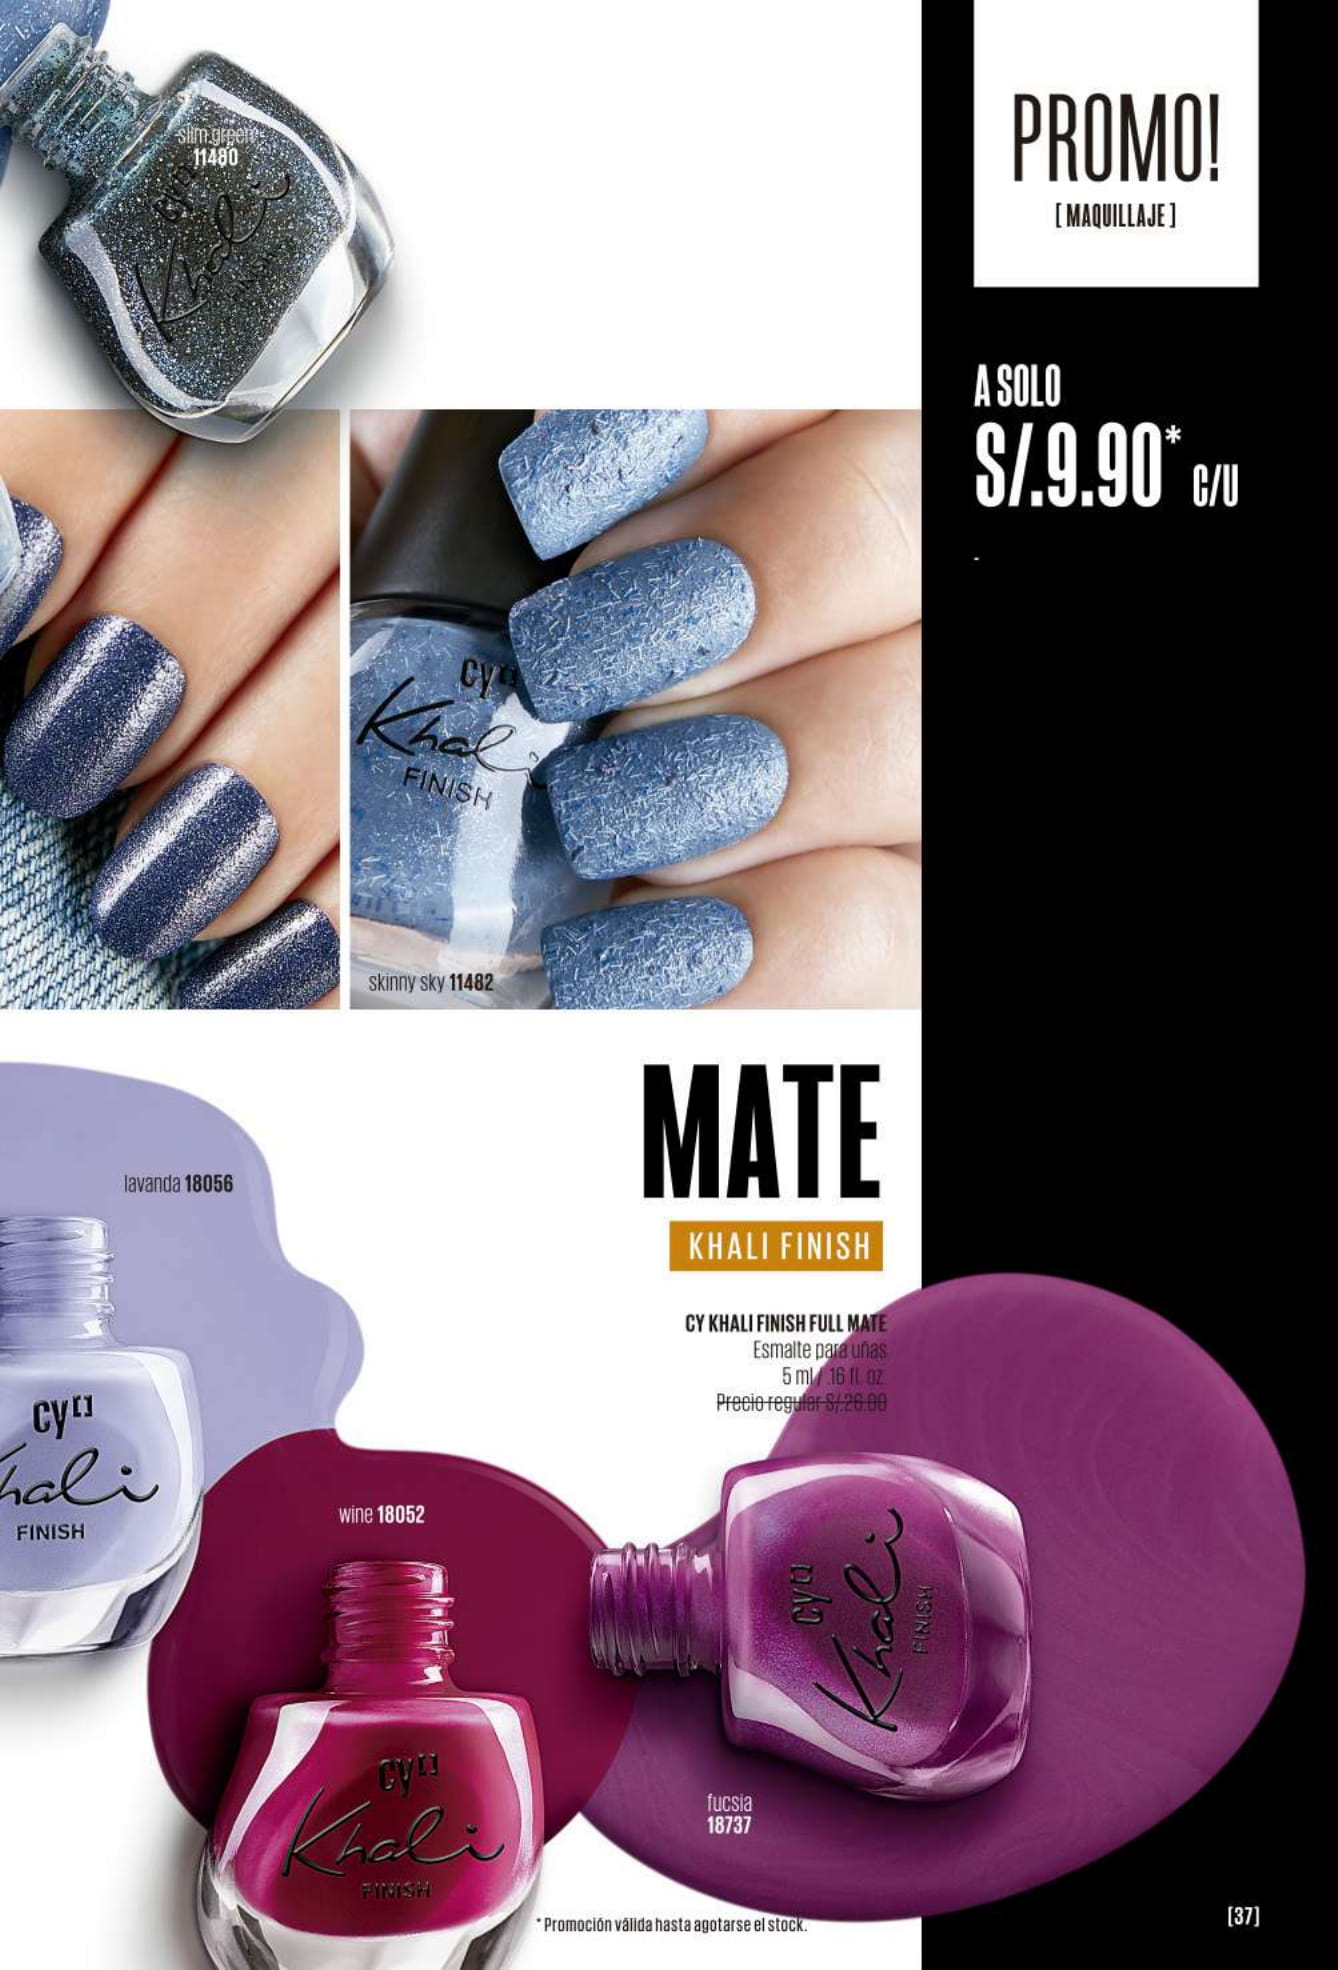 slim green
11480
cy
Khali
FINISH
PROMO!
[ MAQUILLAJE ]
A SOLO
S/.9.90* C/U
-
cy
Khali
FINISH
skinny sky 11482
MATE
KHALI FINISH
CY KHALI FINISH FULL MATE
Esmalte para uñas
5 ml / .16 fl. oz.
Precio regular S/.26.00
lavanda 18056
cy
Khali
FINISH
wine 18052
cy
Khali
FINISH
cy
Khali
FINISH
fucsia
18737
* Promoción válida hasta agotarse el stock.
[37]